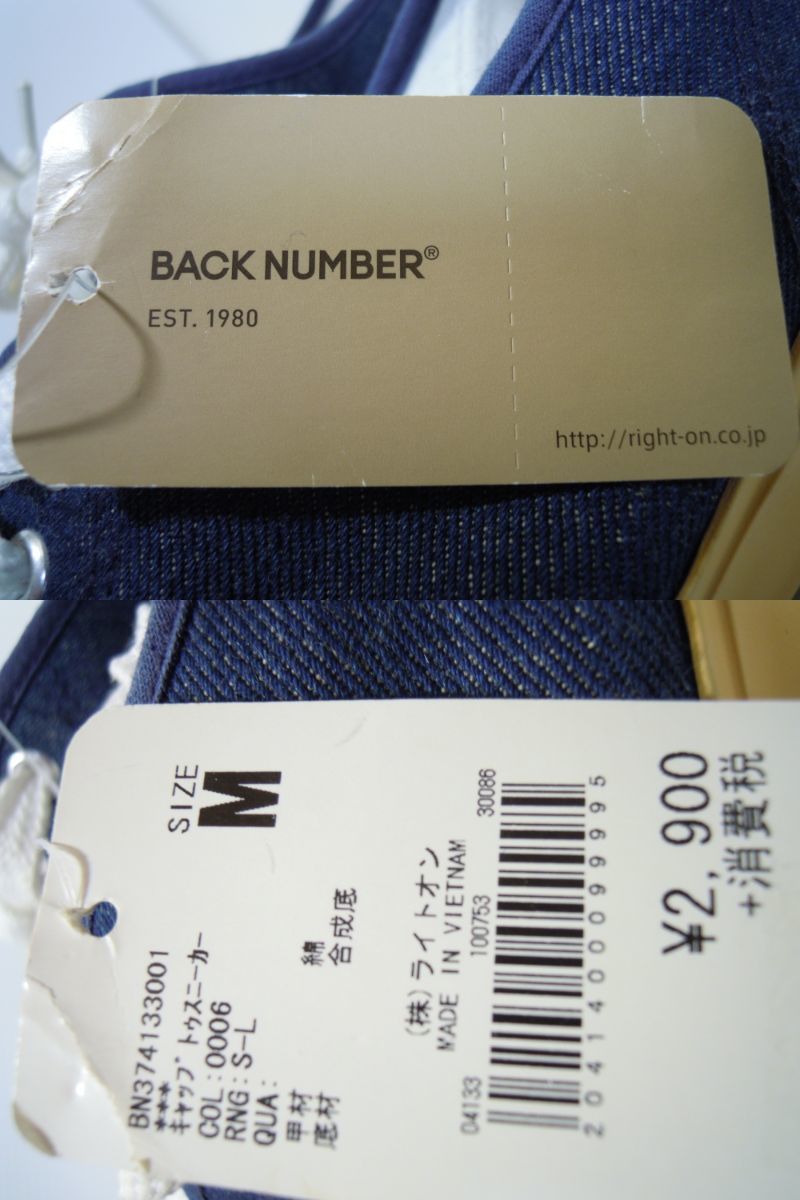 BACK NUMBER®
EST. 1980
http://right-on.co.jp
SIZE
M
BN374133001
***
キャップトゥスニーカー
COL:0006
RNG:S-L
QUA:
甲材 綿
底材 合成底
(株)ライトオン
MADE IN VIETNAM
04133 100753 30086
2041400099995
¥2,900
+消費税